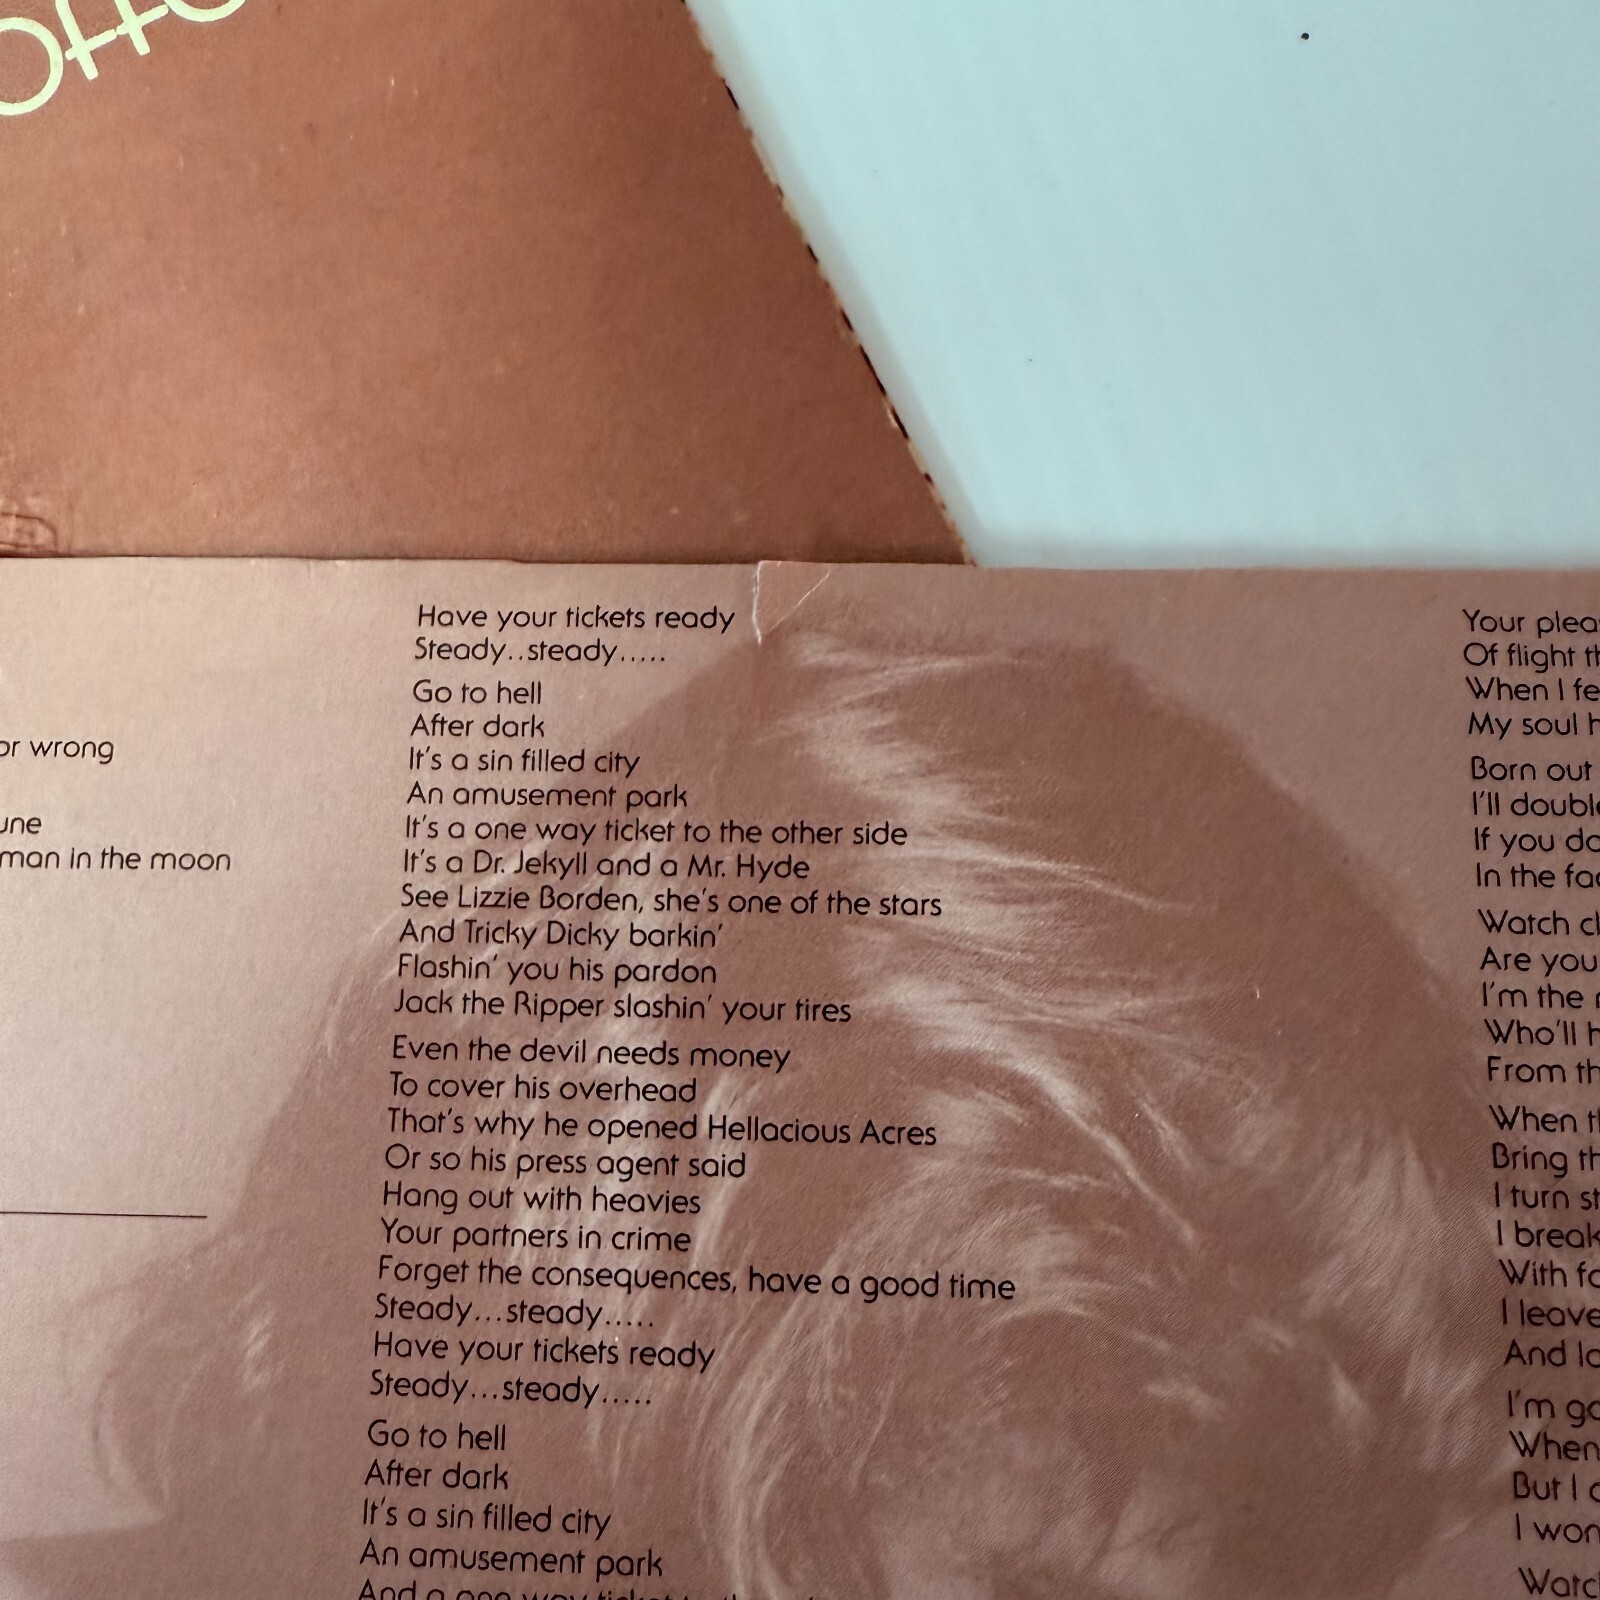 or wrong
man in the moon
Have your tickets ready
Steady..steady.....
Go to hell
After dark
It's a sin filled city
An amusement park
It's a one way ticket to the other side
It's a Dr. Jekyll and a Mr. Hyde
See Lizzie Borden, she's one of the stars
And Tricky Dicky barkin'
Flashin' you his pardon
Jack the Ripper slashin' your tires
Even the devil needs money
To cover his overhead
That's why he opened Hellacious Acres
Or so his press agent said
Hang out with heavies
Your partners in crime
Forget the consequences, have a good time
Steady...steady.....
Have your tickets ready
Steady...steady.....
Go to hell
After dark
It's a sin filled city
An amusement park
And a one way ticket to
Your
Of flight
When I
My soul
Born out
I'll
If you
In the
Watch
Are you
I'm the
Who'll
From
When
Bring
I turn
I
With
I
And
I'm
When
But I
I